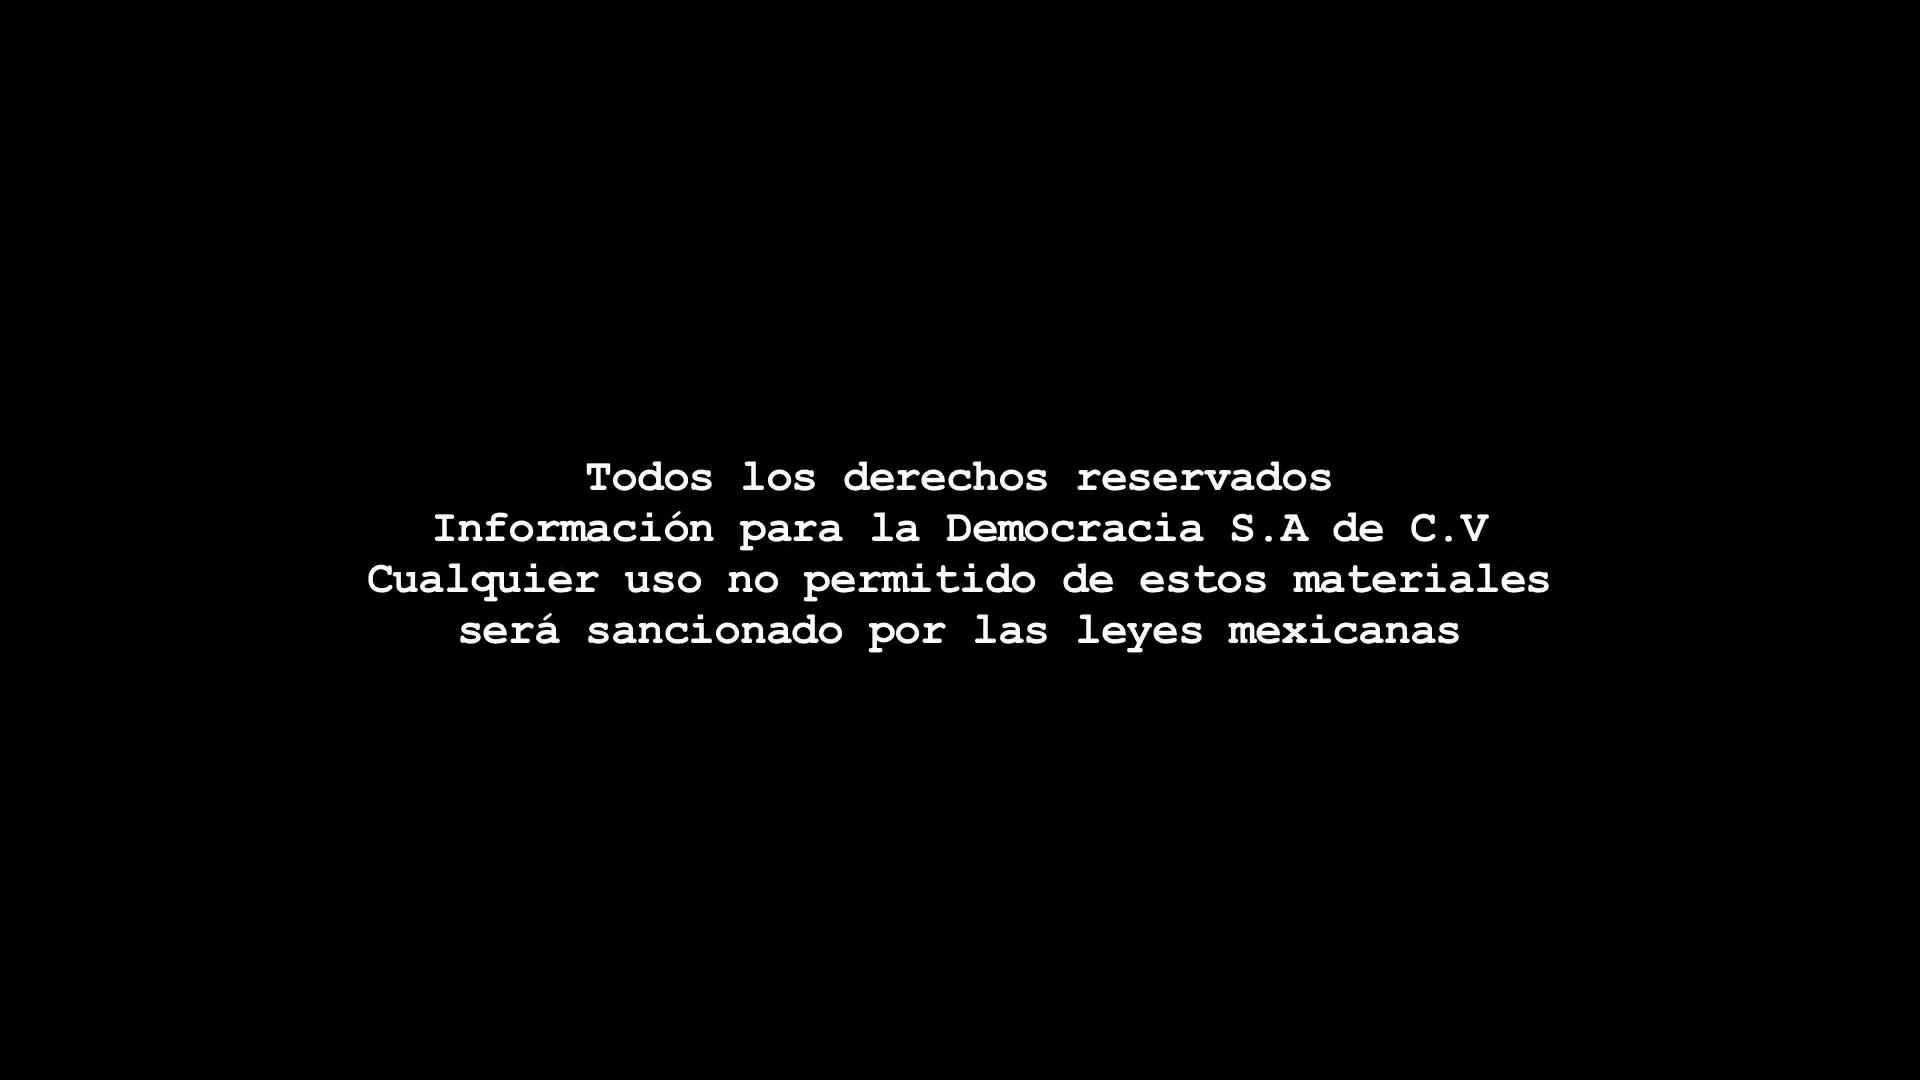 Todos los derechos reservados
Información para la Democracia S.A de C.V
Cualquier uso no permitido de estos materiales
será sancionado por las leyes mexicanas